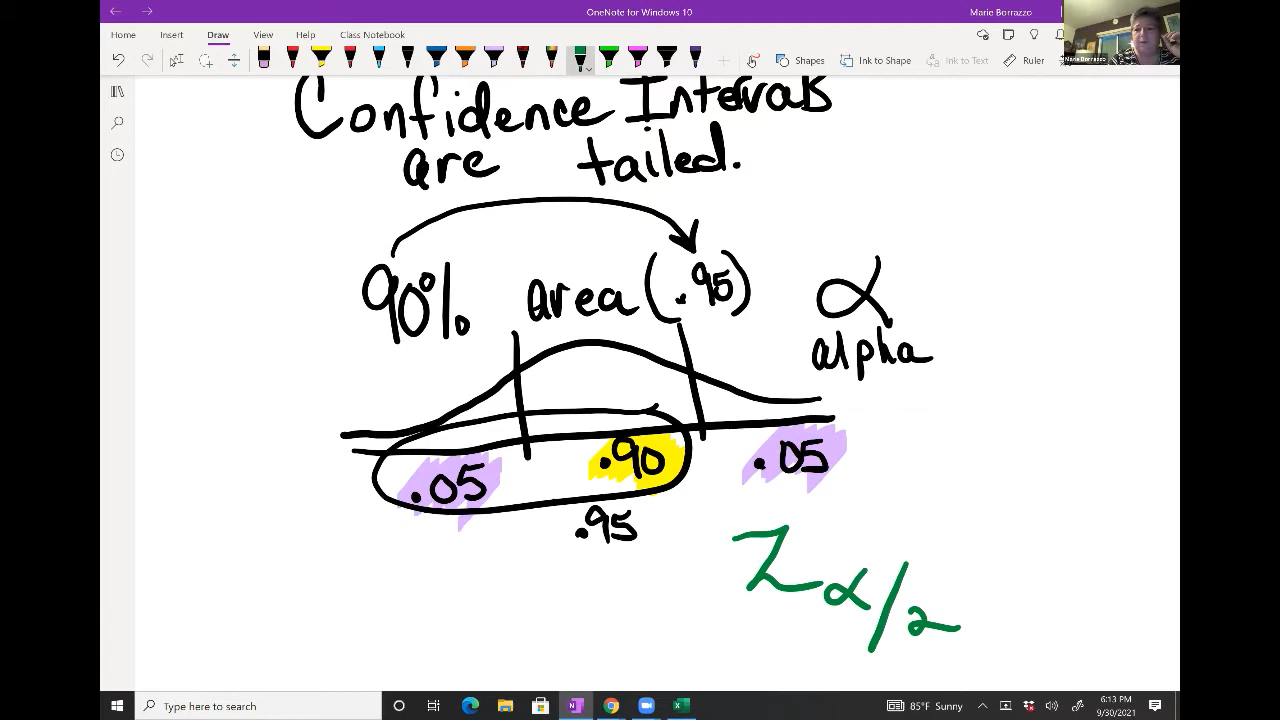 OneNote for Windows 10
Marie Borrazzo
Home Insert Draw View Help Class Notebook
Shapes Ink to Shape Ink to Text Ruler
Marie Borrazzo
Confidence Intervals
are tailed.
90% area (.95) α
alpha
.05 .90 .05
.95
Zα/2
Type here to search
85°F Sunny
6:13 PM
9/30/2021